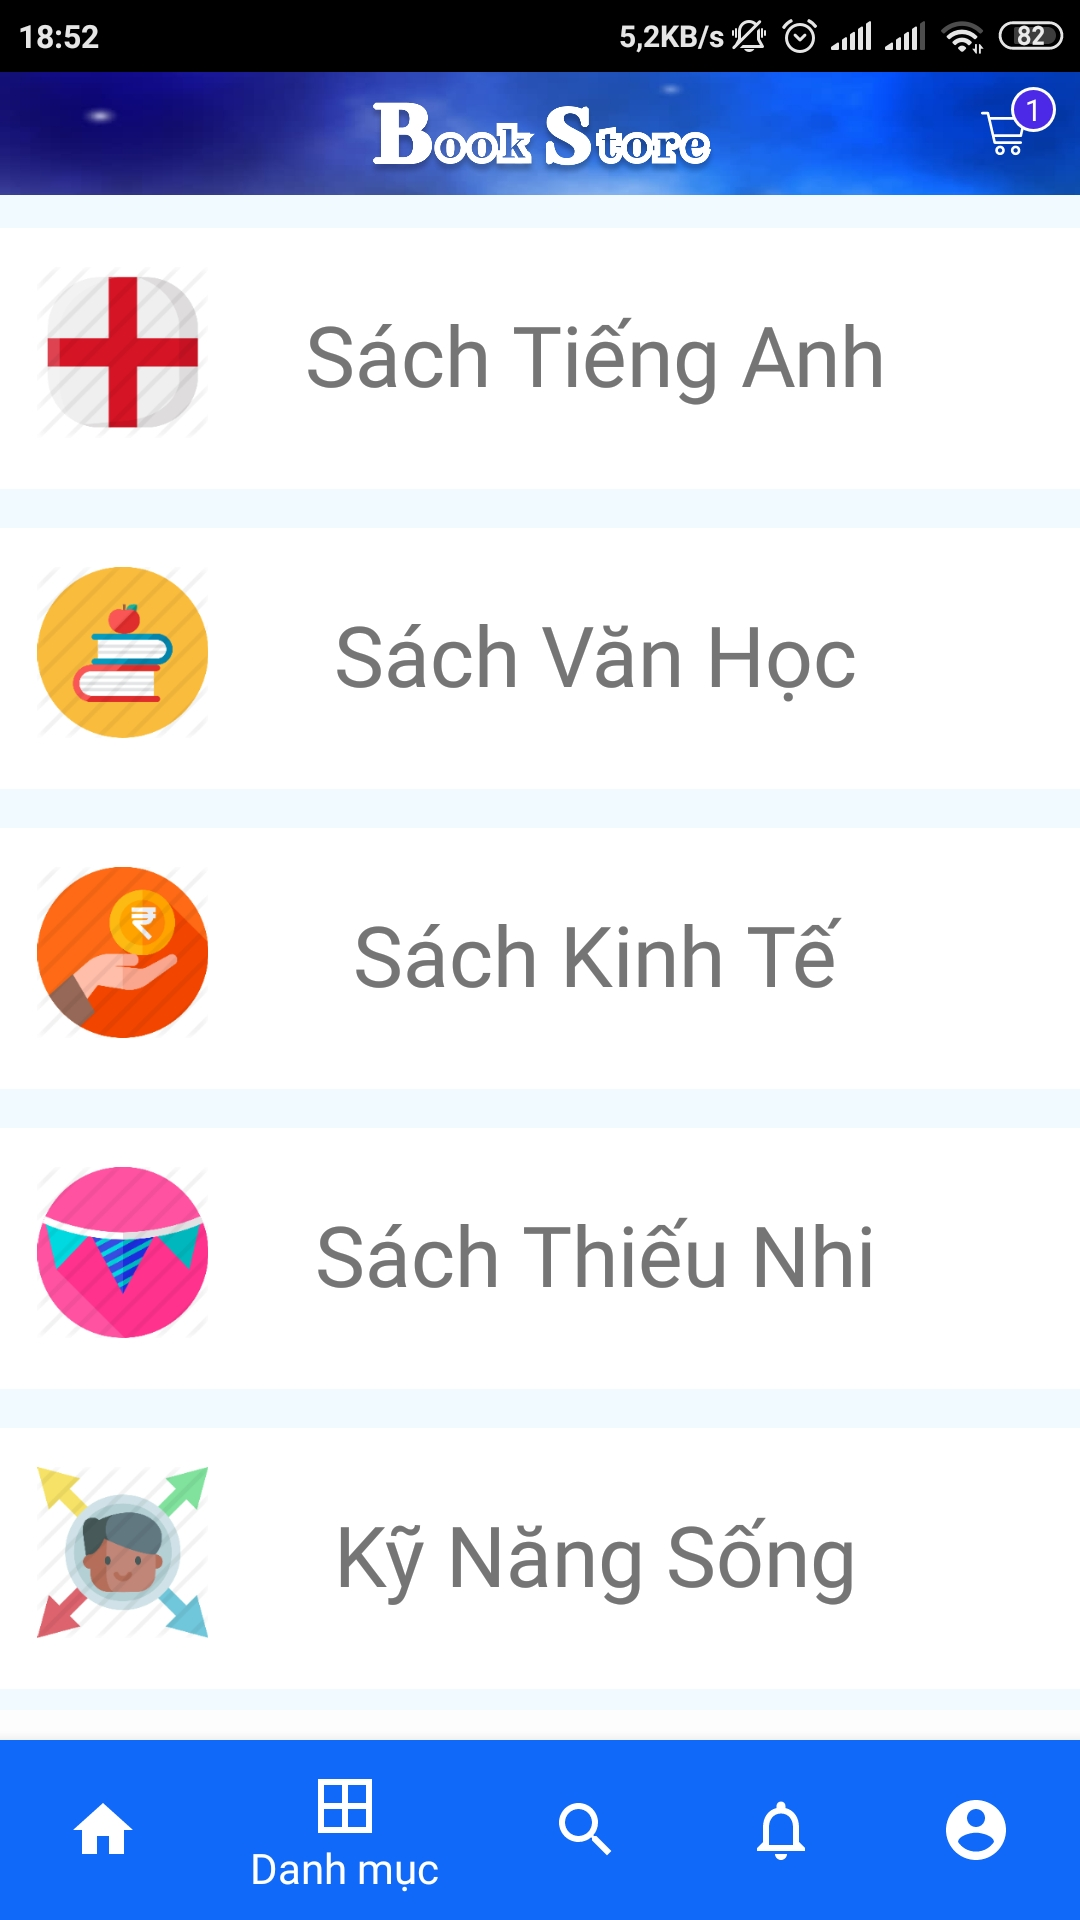 18:52 5,2KB/s 82
Book Store
1
Sách Tiếng Anh
Sách Văn Học
₹
Sách Kinh Tế
Sách Thiếu Nhi
Kỹ Năng Sống
Danh mục